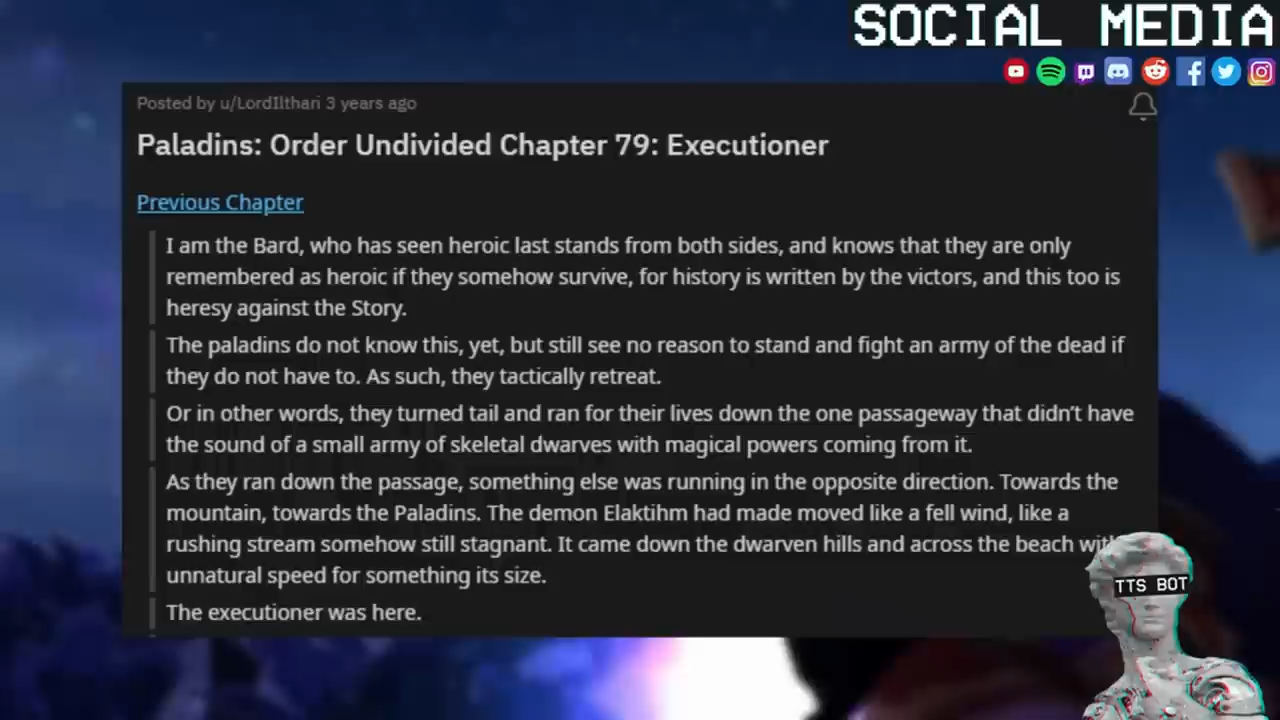 SOCIAL MEDIA
Posted by u/LordIlthari 3 years ago
Paladins: Order Undivided Chapter 79: Executioner
Previous Chapter
I am the Bard, who has seen heroic last stands from both sides, and knows that they are only
remembered as heroic if they somehow survive, for history is written by the victors, and this too is
heresy against the Story.
The paladins do not know this, yet, but still see no reason to stand and fight an army of the dead if
they do not have to. As such, they tactically retreat.
Or in other words, they turned tail and ran for their lives down the one passageway that didn't have
the sound of a small army of skeletal dwarves with magical powers coming from it.
As they ran down the passage, something else was running in the opposite direction. Towards the
mountain, towards the Paladins. The demon Elaktihm had made moved like a fell wind, like a
rushing stream somehow still stagnant. It came down the dwarven hills and across the beach with
unnatural speed for something its size.
TTS BOT
The executioner was here.